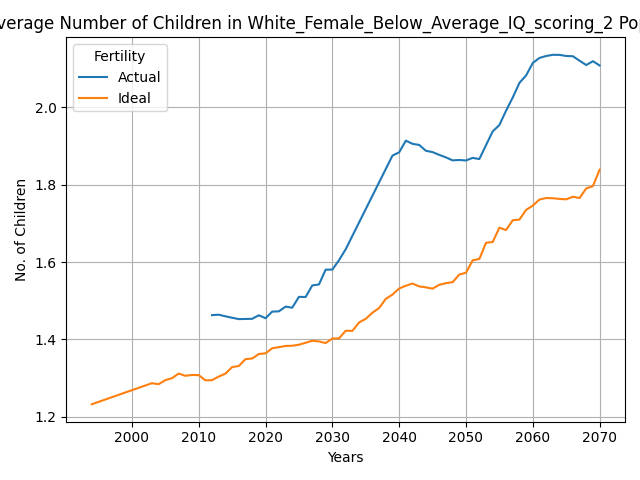 verage Number of Children in White_Female_Below_Average_IQ_scoring_2 Po
Fertility
Actual
Ideal
No. of Children
2.0
1.8
1.6
1.4
1.2
2000 2010 2020 2030 2040 2050 2060 2070
Years